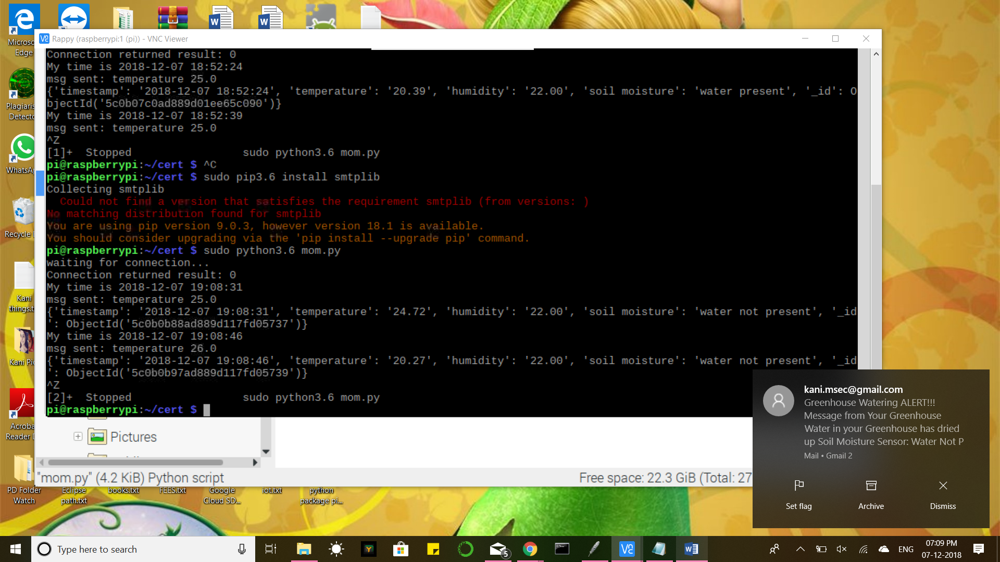 Microso
Edge
Plagiaris
Detecto
WhatsAp
Recycle
Kani
things.t
Kani Pic
Acroba
Reader D
PD Folder
Watch
Eclipse
path.txt
books.txt
FEES.txt
Google
Cloud SD...
iot.txt
python
package pi...
Rappy (raspberrypi:1 (pi)) - VNC Viewer
Connection returned result: 0
My time is 2018-12-07 18:52:24
msg sent: temperature 25.0
{'timestamp': '2018-12-07 18:52:24', 'temperature': '20.39', 'humidity': '22.00', 'soil moisture': 'water present', '_id': O
bjectId('5c0b07c0ad889d01ee65c090')}
My time is 2018-12-07 18:52:39
msg sent: temperature 25.0
^Z
[1]+  Stopped                 sudo python3.6 mom.py
pi@raspberrypi:~/cert $ ^C
pi@raspberrypi:~/cert $ sudo pip3.6 install smtplib
Collecting smtplib
  Could not find a version that satisfies the requirement smtplib (from versions: )
No matching distribution found for smtplib
You are using pip version 9.0.3, however version 18.1 is available.
You should consider upgrading via the 'pip install --upgrade pip' command.
pi@raspberrypi:~/cert $ sudo python3.6 mom.py
waiting for connection...
Connection returned result: 0
My time is 2018-12-07 19:08:31
msg sent: temperature 25.0
{'timestamp': '2018-12-07 19:08:31', 'temperature': '24.72', 'humidity': '22.00', 'soil moisture': 'water not present', '_id
': ObjectId('5c0b0b88ad889d117fd05737')}
My time is 2018-12-07 19:08:46
msg sent: temperature 26.0
{'timestamp': '2018-12-07 19:08:46', 'temperature': '20.27', 'humidity': '22.00', 'soil moisture': 'water not present', '_id
': ObjectId('5c0b0b97ad889d117fd05739')}
^Z
[2]+  Stopped                 sudo python3.6 mom.py
pi@raspberrypi:~/cert $
Pictures
"mom.py" (4.2 KiB) Python script
Free space: 22.3 GiB (Total: 27
kani.msec@gmail.com
Greenhouse Watering ALERT!!!
Message from Your Greenhouse
Water in your Greenhouse has dried
up Soil Moisture Sensor: Water Not P
Mail • Gmail 2
Set flag
Archive
Dismiss
Type here to search
5
ENG
07:09 PM
07-12-2018